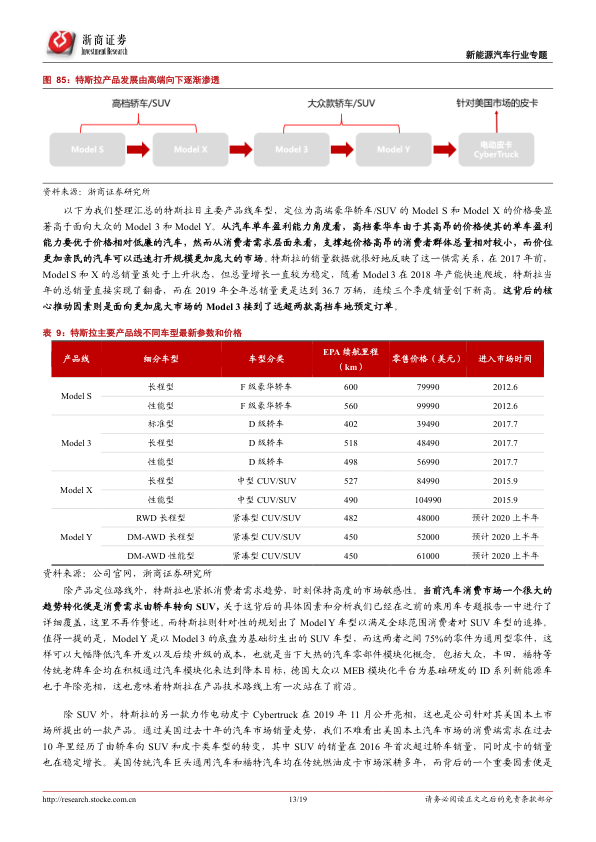 浙商证券
Investment Research
新能源汽车行业专题
图 85：特斯拉产品发展由高端向下逐渐渗透
高档轿车/SUV 大众款轿车/SUV 针对美国市场的皮卡
Model S Model X Model 3 Model Y 电动皮卡
CyberTruck
资料来源：浙商证券研究所
以下为我们整理汇总的特斯拉目主要产品线车型，定位为高端豪华轿车/SUV 的 Model S 和 Model X 的价格要显
著高于面向大众的 Model 3 和 Model Y。从汽车单车盈利能力角度看，高档豪华车由于其高昂的价格使其的单车盈利
能力要优于价格相对低廉的汽车，然而从消费者需求层面来看，支撑起价格高昂的消费者群体总量相对较小，而价位
更加亲民的汽车可以迅速打开规模更加庞大的市场。特斯拉的销量数据就很好地反映了这一供需关系，在 2017 年前，
Model S 和 X 的总销量虽处于上升状态，但总量增长一直较为稳定，随着 Model 3 在 2018 年产能快速爬坡，特斯拉当
年的总销量直接实现了翻番，而在 2019 年全年总销量更是达到 36.7 万辆，连续三个季度销量创下新高。这背后的核
心推动因素则是面向更加庞大市场的 Model 3 接到了远超两款高档车地预定订单。
表 9：特斯拉主要产品线不同车型最新参数和价格
产品线 细分车型 车型分类 EPA 续航里程（km） 零售价格（美元） 进入市场时间
Model S 长程型 F 级豪华轿车 600 79990 2012.6
性能型 F 级豪华轿车 560 99990 2012.6
Model 3 标准型 D 级轿车 402 39490 2017.7
长程型 D 级轿车 518 48490 2017.7
性能型 D 级轿车 498 56990 2017.7
Model X 长程型 中型 CUV/SUV 527 84990 2015.9
性能型 中型 CUV/SUV 490 104990 2015.9
Model Y RWD 长程型 紧凑型 CUV/SUV 482 48000 预计 2020 上半年
DM-AWD 长程型 紧凑型 CUV/SUV 450 52000 预计 2020 上半年
DM-AWD 性能型 紧凑型 CUV/SUV 450 61000 预计 2020 上半年
资料来源：公司官网，浙商证券研究所
除产品定位路线外，特斯拉也紧抓消费者需求趋势，时刻保持高度的市场敏感性。当前汽车消费市场一个很大的
趋势转化便是消费需求由轿车转向 SUV，关于这背后的具体因素和分析我们已经在之前的乘用车专题报告一中进行了
详细覆盖，这里不再作赘述。而特斯拉则针对性的规划出了 Model Y 车型以满足全球范围消费者对 SUV 车型的追捧。
值得一提的是，Model Y 是以 Model 3 的底盘为基础衍生出的 SUV 车型，而这两者之间 75%的零件为通用型零件，这
样可以大幅降低汽车开发以及后续升级的成本，也就是当下大热的汽车零部件模块化概念。包括大众，丰田，福特等
传统老牌车企均在积极通过汽车模块化来达到降本目标，德国大众以 MEB 模块化平台为基础研发的 ID 系列新能源车
也于年除亮相，这也意味着特斯拉在产品技术路线上有一次站在了前沿。
除 SUV 外，特斯拉的另一款力作电动皮卡 Cybertruck 在 2019 年 11 月公开亮相，这也是公司针对其美国本土市
场所提出的一款产品。通过美国过去十年的汽车市场销量走势，我们不难看出美国本土汽车市场的消费端需求在过去
10 年里经历了由轿车向 SUV 和皮卡类车型的转变，其中 SUV 的销量在 2016 年首次超过轿车销量，同时皮卡的销量
也在稳定增长。美国传统汽车巨头通用汽车和福特汽车均在传统燃油皮卡市场深耕多年，而背后的一个重要因素便是
http://research.stocke.com.cn 13/19 请务必阅读正文之后的免责条款部分